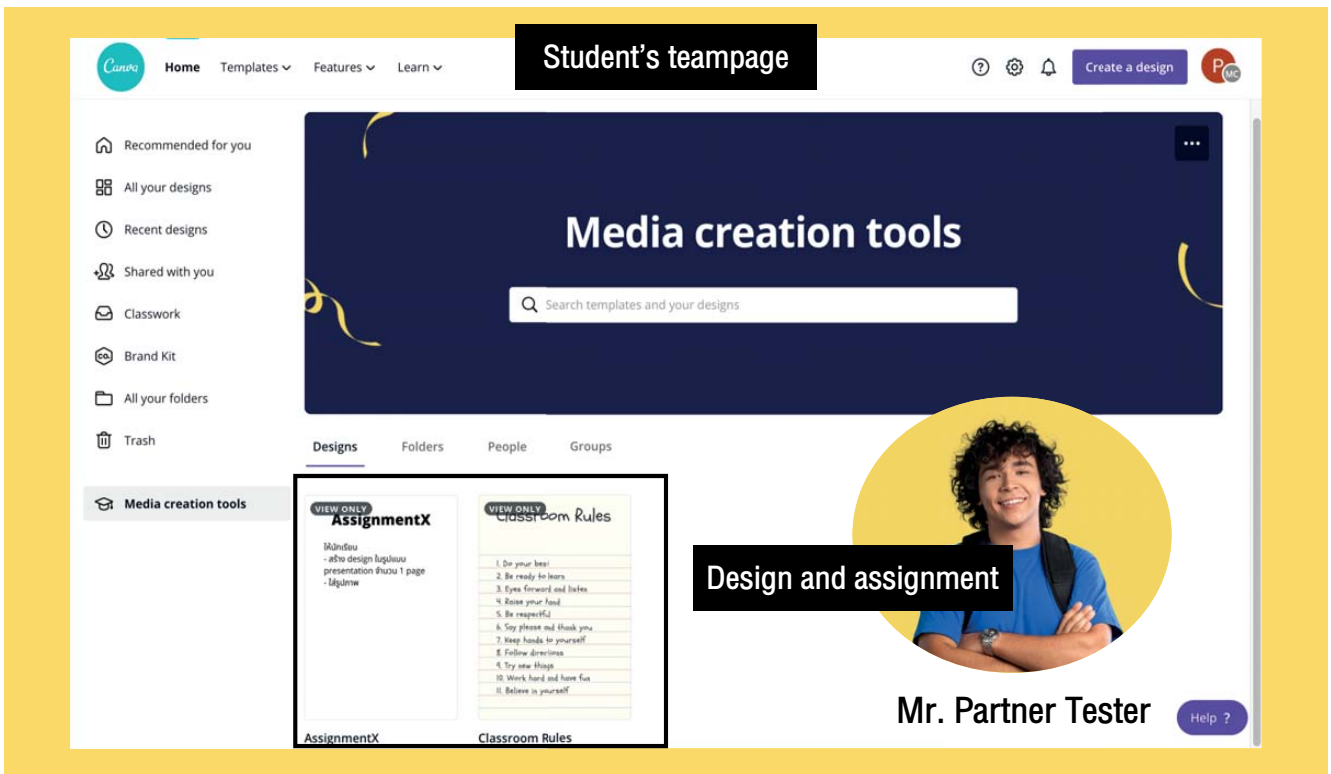 Student's teampage
Canva
Home Templates Features Learn
Create a design
P
MC
Recommended for you
All your designs
Recent designs
Shared with you
Classwork
CO.
Brand Kit
All your folders
Trash
Media creation tools
Media creation tools
Search templates and your designs
Designs Folders People Groups
VIEW ONLY
AssignmentX
ให้นักเรียน
- สร้าง design ในรูปแบบ
presentation จำนวน 1 page
- ใส่รูปภาพ
AssignmentX
VIEW ONLY
Classroom Rules
1. Do your best
2. Be ready to learn
3. Eyes forward and listen
4. Raise your hand
5. Be respectful
6. Say please and thank you
7. Keep hands to yourself
8. Follow directions
9. Try new things
10. Work hard and have fun
11. Believe in yourself
Classroom Rules
Design and assignment
Mr. Partner Tester
Help ?